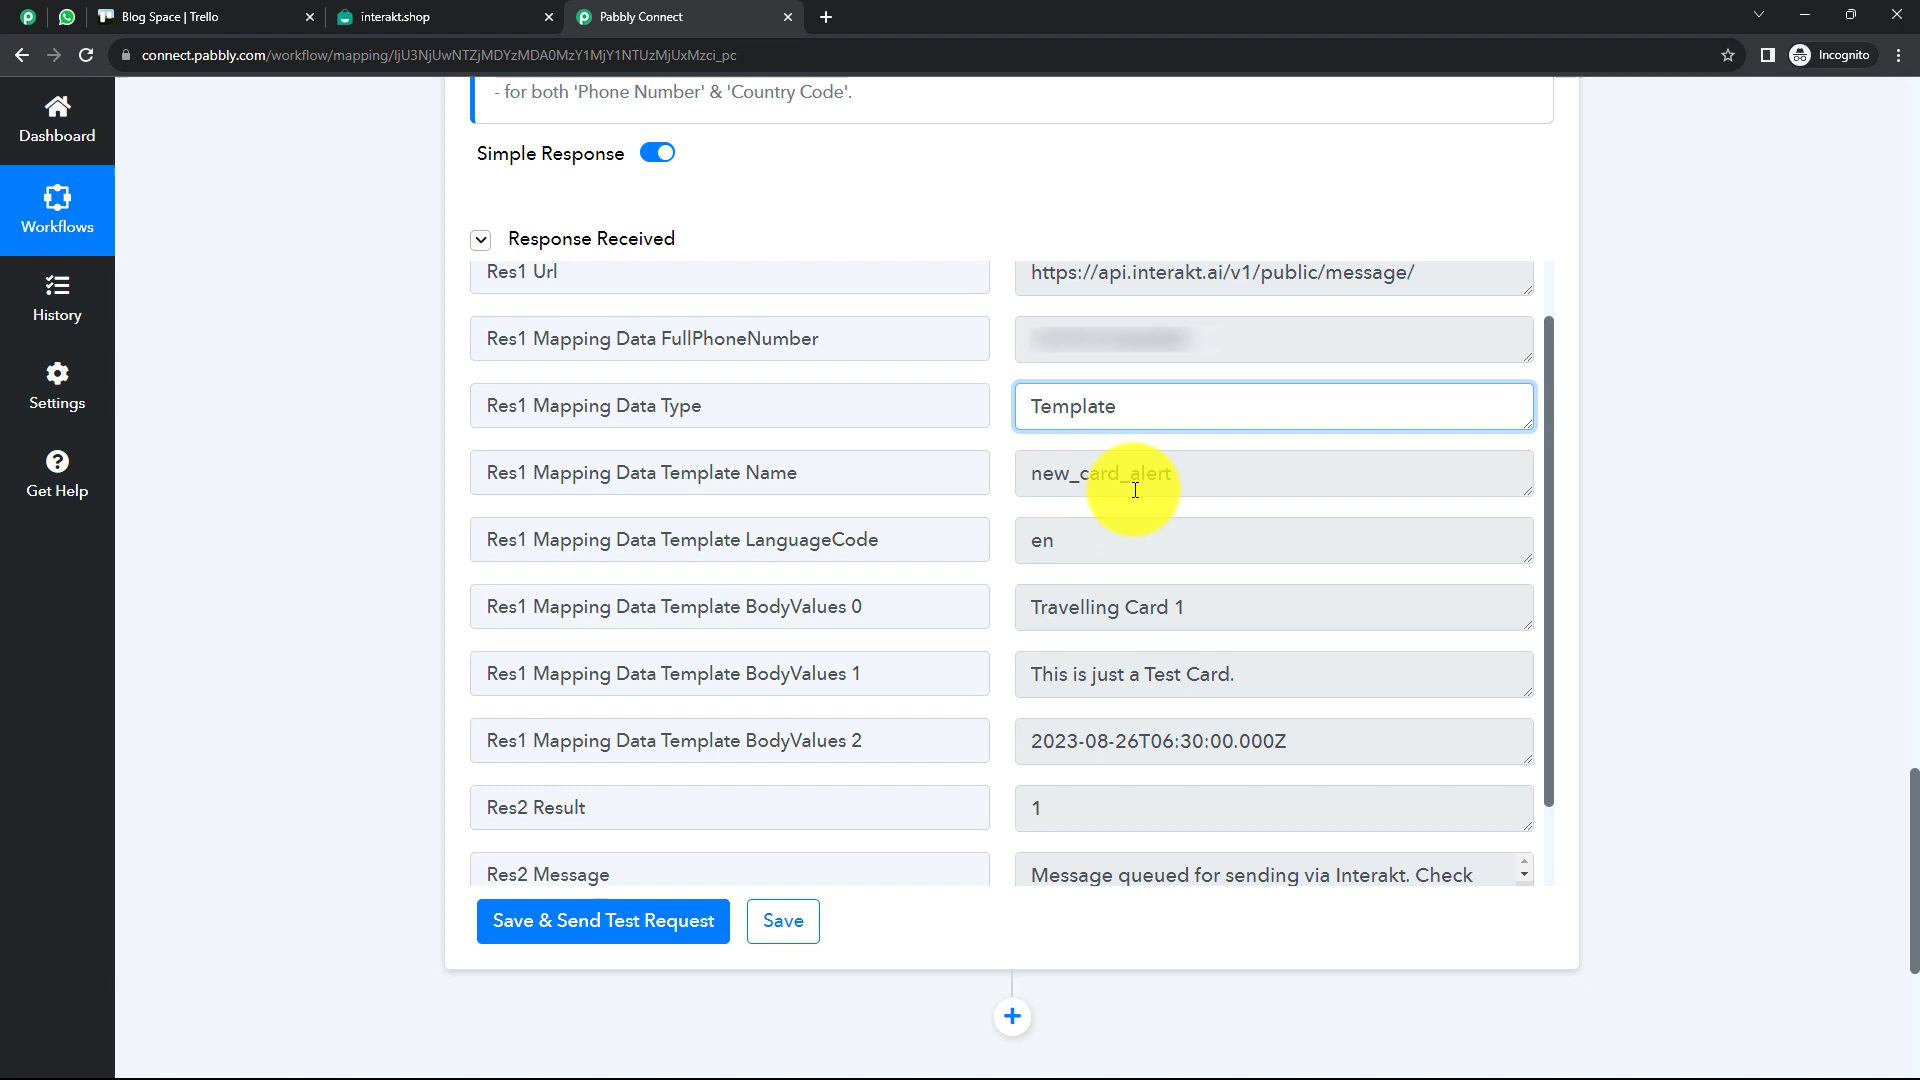 Blog Space | Trello
interakt.shop
Pabbly Connect
connect.pabbly.com/workflow/mapping/IjU3NjUwNTZjMDYzMDA0MzY1MjY1NTUzMjUxMzci_pc
Incognito
Dashboard
Workflows
History
Settings
Get Help
- for both 'Phone Number' & 'Country Code'.
Simple Response
Response Received
Res1 Url
https://api.interakt.ai/v1/public/message/
Res1 Mapping Data FullPhoneNumber
Res1 Mapping Data Type
Template
Res1 Mapping Data Template Name
new_card_alert
Res1 Mapping Data Template LanguageCode
en
Res1 Mapping Data Template BodyValues 0
Travelling Card 1
Res1 Mapping Data Template BodyValues 1
This is just a Test Card.
Res1 Mapping Data Template BodyValues 2
2023-08-26T06:30:00.000Z
Res2 Result
1
Res2 Message
Message queued for sending via Interakt. Check
Save & Send Test Request
Save